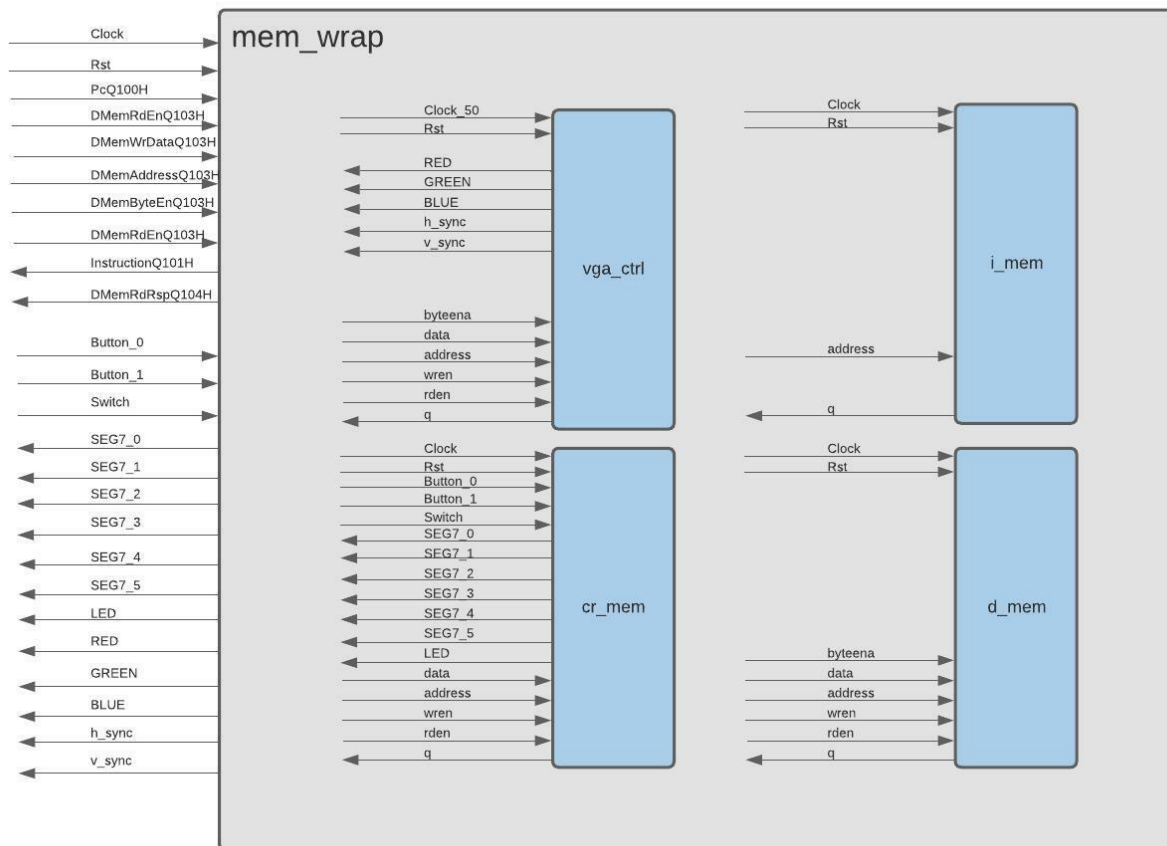 Clock
Rst
PcQ100H
DMemRdEnQ103H
DMemWrDataQ103H
DMemAddressQ103H
DMemByteEnQ103H
DMemRdEnQ103H
InstructionQ101H
DMemRdRspQ104H
Button_0
Button_1
Switch
SEG7_0
SEG7_1
SEG7_2
SEG7_3
SEG7_4
SEG7_5
LED
RED
GREEN
BLUE
h_sync
v_sync
mem_wrap
Clock_50
Rst
RED
GREEN
BLUE
h_sync
v_sync
vga_ctrl
byteena
data
address
wren
rden
q
Clock
Rst
i_mem
address
q
Clock
Rst
Button_0
Button_1
Switch
SEG7_0
SEG7_1
SEG7_2
SEG7_3
SEG7_4
SEG7_5
LED
cr_mem
data
address
wren
rden
q
Clock
Rst
d_mem
byteena
data
address
wren
rden
q